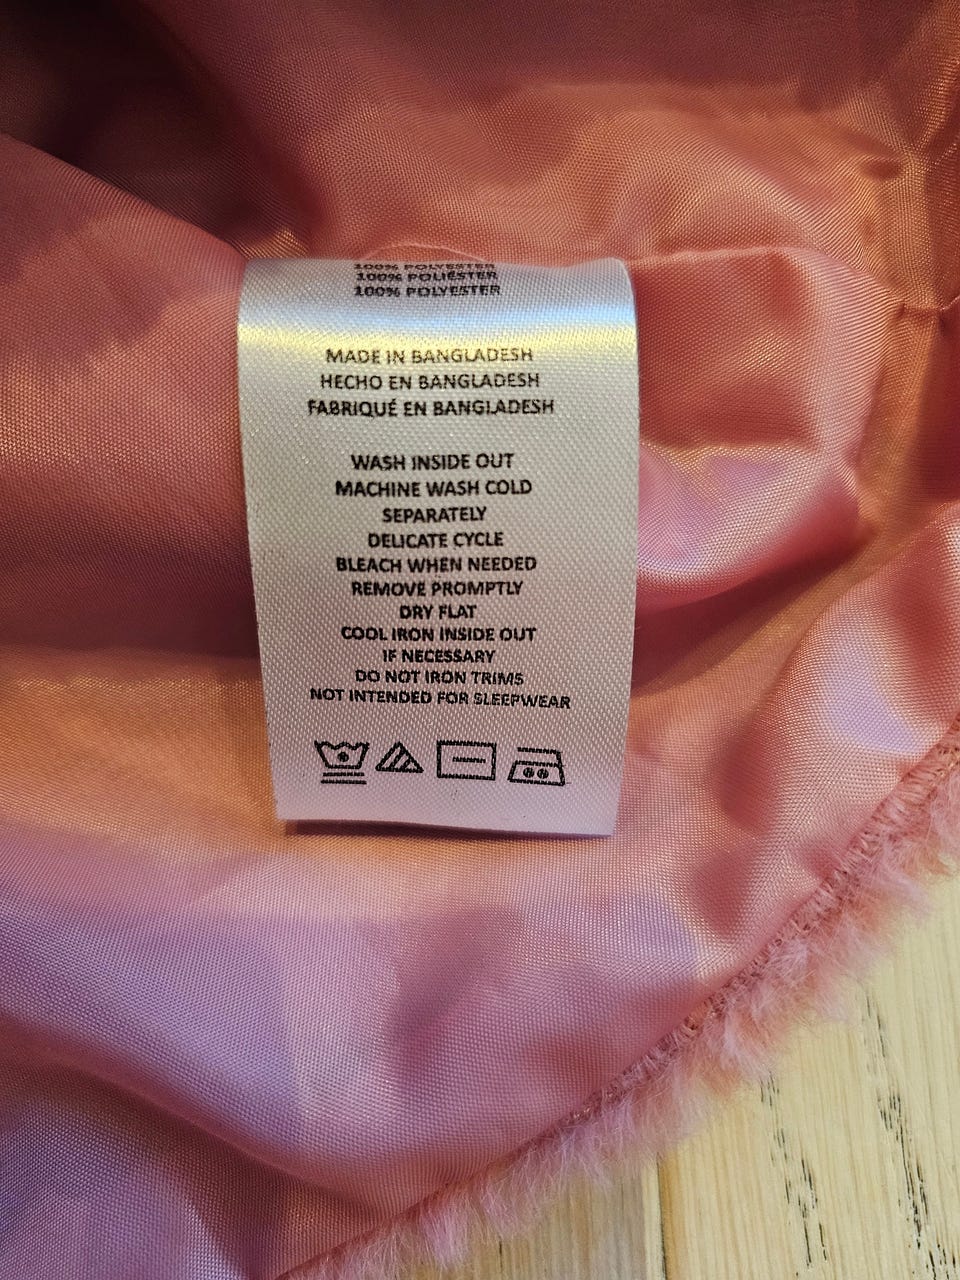 100% POLYESTER
100% POLIÉSTER
100% POLYESTER
MADE IN BANGLADESH
HECHO EN BANGLADESH
FABRIQUÉ EN BANGLADESH
WASH INSIDE OUT
MACHINE WASH COLD
SEPARATELY
DELICATE CYCLE
BLEACH WHEN NEEDED
REMOVE PROMPTLY
DRY FLAT
COOL IRON INSIDE OUT
IF NECESSARY
DO NOT IRON TRIMS
NOT INTENDED FOR SLEEPWEAR